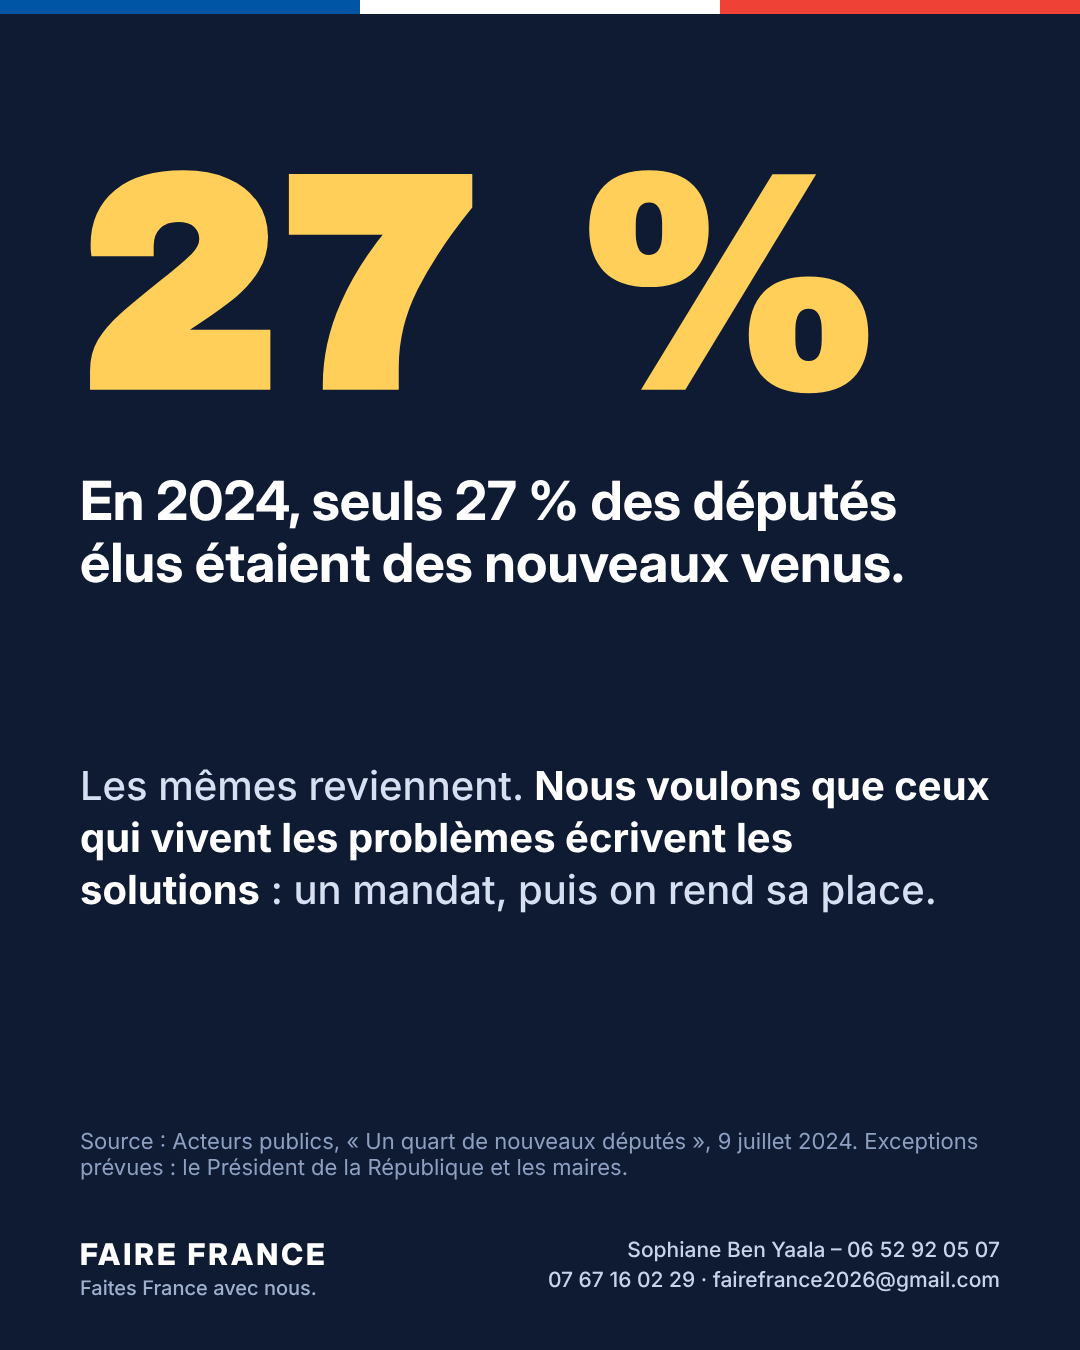 27 %
En 2024, seuls 27 % des députés
élus étaient des nouveaux venus.
Les mêmes reviennent. Nous voulons que ceux
qui vivent les problèmes écrivent les
solutions : un mandat, puis on rend sa place.
Source : Acteurs publics, « Un quart de nouveaux députés », 9 juillet 2024. Exceptions
prévues : le Président de la République et les maires.
FAIRE FRANCE
Faites France avec nous.
Sophiane Ben Yaala – 06 52 92 05 07
07 67 16 02 29 · fairefrance2026@gmail.com